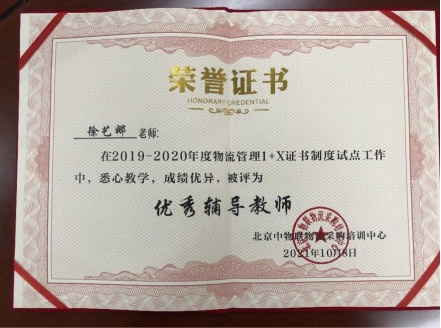 荣誉证书
HONORARY CREDENTIAL
徐艺娜 老师:
在2019-2020年度物流管理1+X证书制度试点工作
中,悉心教学,成绩优异,被评为
优秀辅导教师
北京中物联物流采购培训中心
2021年10月8日